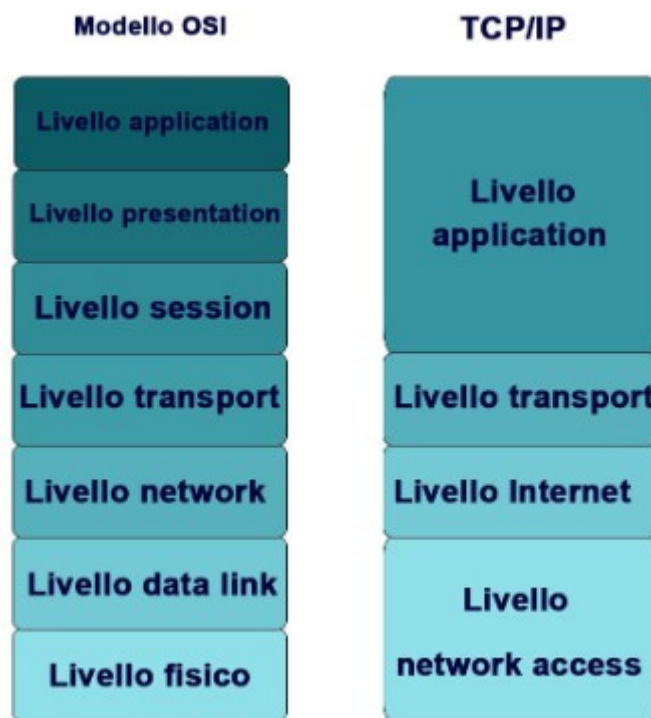 Modello OSI
Livello application
Livello presentation
Livello session
Livello transport
Livello network
Livello data link
Livello fisico
TCP/IP
Livello
application
Livello transport
Livello Internet
Livello
network access